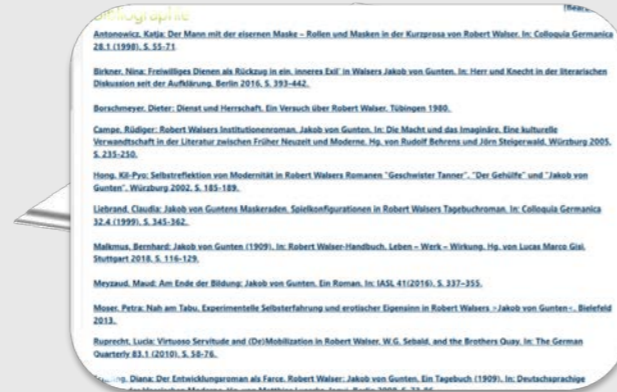 Bibliographie
Antonowicz, Katja: Der Mann mit der eisernen Maske – Rollen und Masken in der Kurzprosa von Robert Walser. In: Colloquia Germanica
28.1 (1998), S. 55-71.
Birkner, Nina: Freiwilliges Dienen als Rückzug in ein ‚inneres Exil' in Walsers Jakob von Gunten. In: Herr und Knecht in der literarischen
Diskussion seit der Aufklärung. Berlin 2016, S. 393-442.
Borschmeyer, Dieter: Dienst und Herrschaft. Ein Versuch über Robert Walser. Tübingen 1980.
Campe, Rüdiger: Robert Walsers Institutionenroman. Jakob von Gunten. In: Die Macht und das Imaginäre. Eine kulturelle
Verwandtschaft in der Literatur zwischen Früher Neuzeit und Moderne. Hg. von Rudolf Behrens und Jörn Steigerwald. Würzburg 2005,
S. 235-250.
Hong, Kil-Pyo: Selbstreflektion von Modernität in Robert Walsers Romanen "Geschwister Tanner", "Der Gehülfe" und "Jakob von
Gunten". Würzburg 2002, S. 185-189.
Liebrand, Claudia: Jakob von Guntens Maskeraden. Spielkonfigurationen in Robert Walsers Tagebuchroman. In: Colloquia Germanica
32.4 (1999), S. 345-362.
Malkmus, Bernhard: Jakob von Gunten (1909). In: Robert Walser-Handbuch. Leben – Werk – Wirkung. Hg. von Lucas Marco Gisi.
Stuttgart 2018, S. 116-129.
Meyzaud, Maud: Am Ende der Bildung: Jakob von Gunten. Ein Roman. In: IASL 41(2016), S. 337–355.
Moser, Petra: Nah am Tabu. Experimentelle Selbsterfahrung und erotischer Eigensinn in Robert Walsers »Jakob von Gunten«. Bielefeld
2013.
Ruprecht, Lucia: Virtuoso Servitude and (De)Mobilization in Robert Walser, W.G. Sebald, and the Brothers Quay. In: The German
Quarterly 83.1 (2010), S. 58-76.
Diana: Der Entwicklungsroman als Farce. Robert Walser: Jakob von Gunten. Ein Tagebuch (1909). In: Deutschsprachige